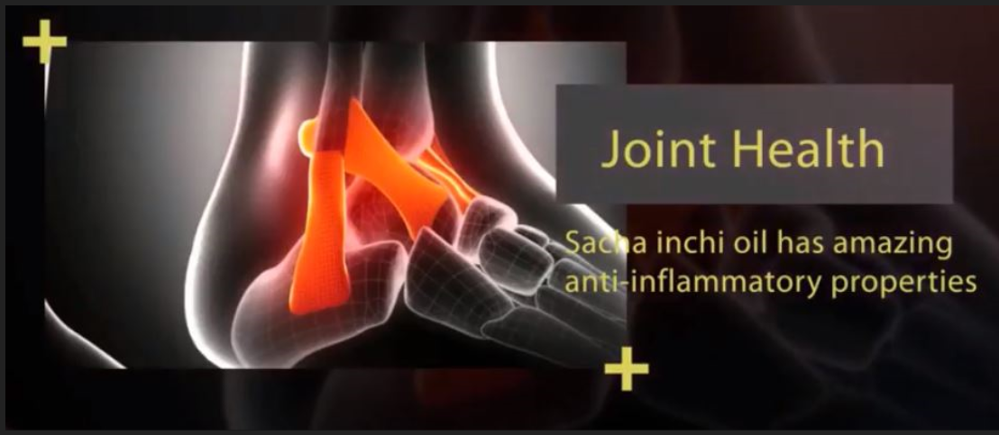 Joint Health
Sacha inchi oil has amazing
anti-inflammatory properties